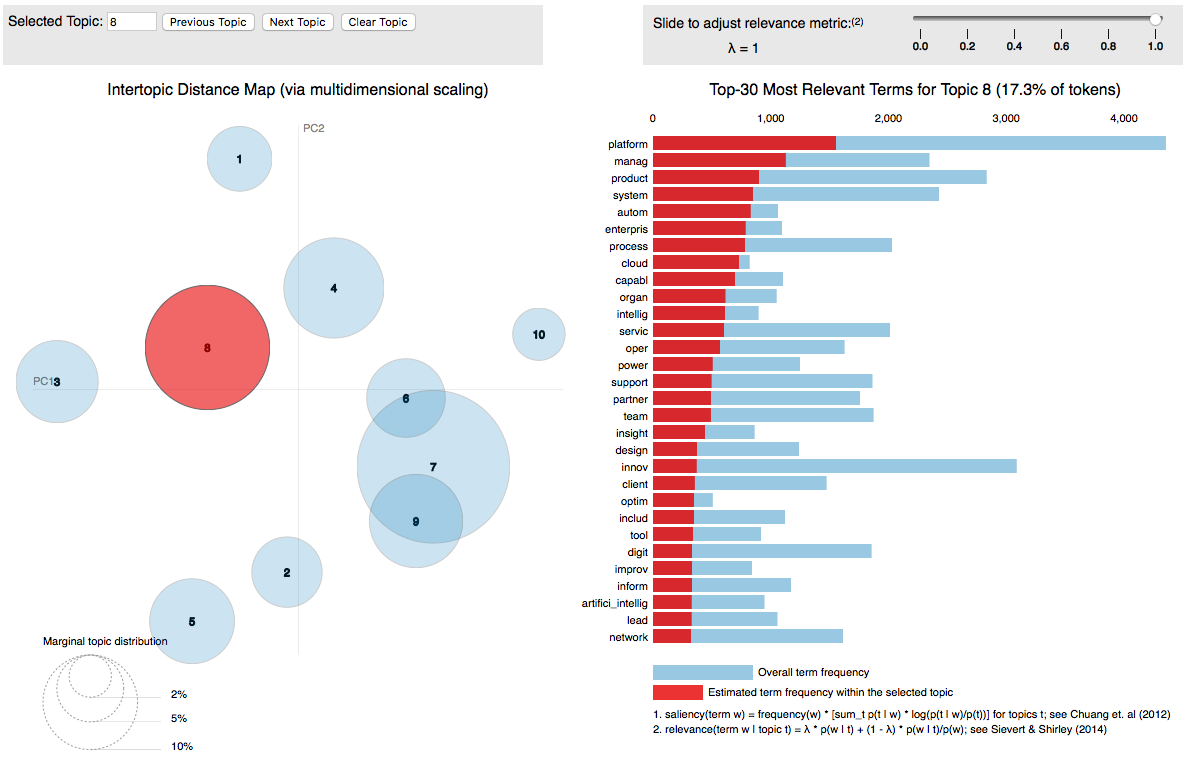 Selected Topic: 8 Previous Topic Next Topic Clear Topic
Slide to adjust relevance metric:(2)
λ = 1
0.0 0.2 0.4 0.6 0.8 1.0
Intertopic Distance Map (via multidimensional scaling)
PC2
PC1
1
4
8
10
3
6
7
9
2
5
Marginal topic distribution
2%
5%
10%
Top-30 Most Relevant Terms for Topic 8 (17.3% of tokens)
0 1,000 2,000 3,000 4,000
platform
manag
product
system
autom
enterpris
process
cloud
capabl
organ
intellig
servic
oper
power
support
partner
team
insight
design
innov
client
optim
includ
tool
digit
improv
inform
artifici_intellig
lead
network
Overall term frequency
Estimated term frequency within the selected topic
1. saliency(term w) = frequency(w) * [sum_t p(t | w) * log(p(t | w)/p(t))] for topics t; see Chuang et. al (2012)
2. relevance(term w | topic t) = λ * p(w | t) + (1 - λ) * p(w | t)/p(w); see Sievert & Shirley (2014)